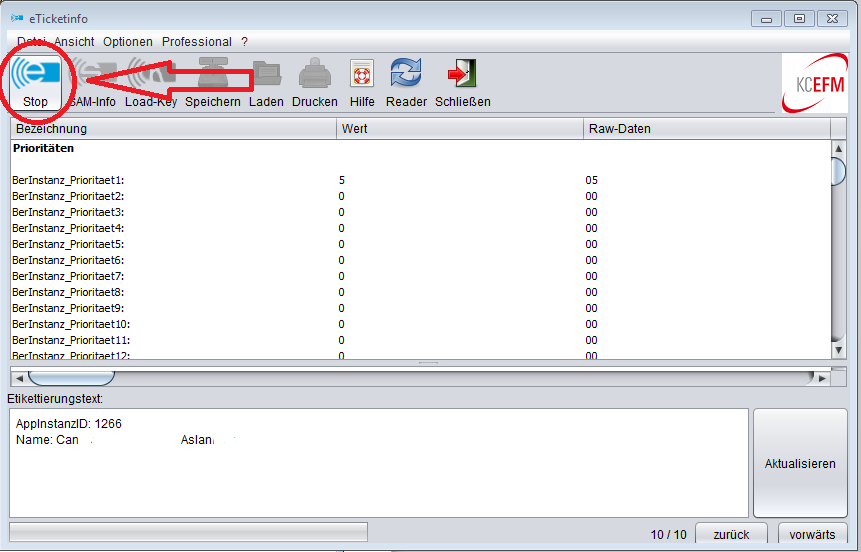 eTicketinfo
Datei Ansicht Optionen Professional ?
Stop SAM-Info Load-Key Speichern Laden Drucken Hilfe Reader Schließen
KCEFM
Bezeichnung Wert Raw-Daten
Prioritäten
BerInstanz_Prioritaet1: 5 05
BerInstanz_Prioritaet2: 0 00
BerInstanz_Prioritaet3: 0 00
BerInstanz_Prioritaet4: 0 00
BerInstanz_Prioritaet5: 0 00
BerInstanz_Prioritaet6: 0 00
BerInstanz_Prioritaet7: 0 00
BerInstanz_Prioritaet8: 0 00
BerInstanz_Prioritaet9: 0 00
BerInstanz_Prioritaet10: 0 00
BerInstanz_Prioritaet11: 0 00
BerInstanz_Prioritaet12: 0 00
Etikettierungstext:
AppInstanzID: 1266
Name: Can Aslan
Aktualisieren
10 / 10 zurück vorwärts